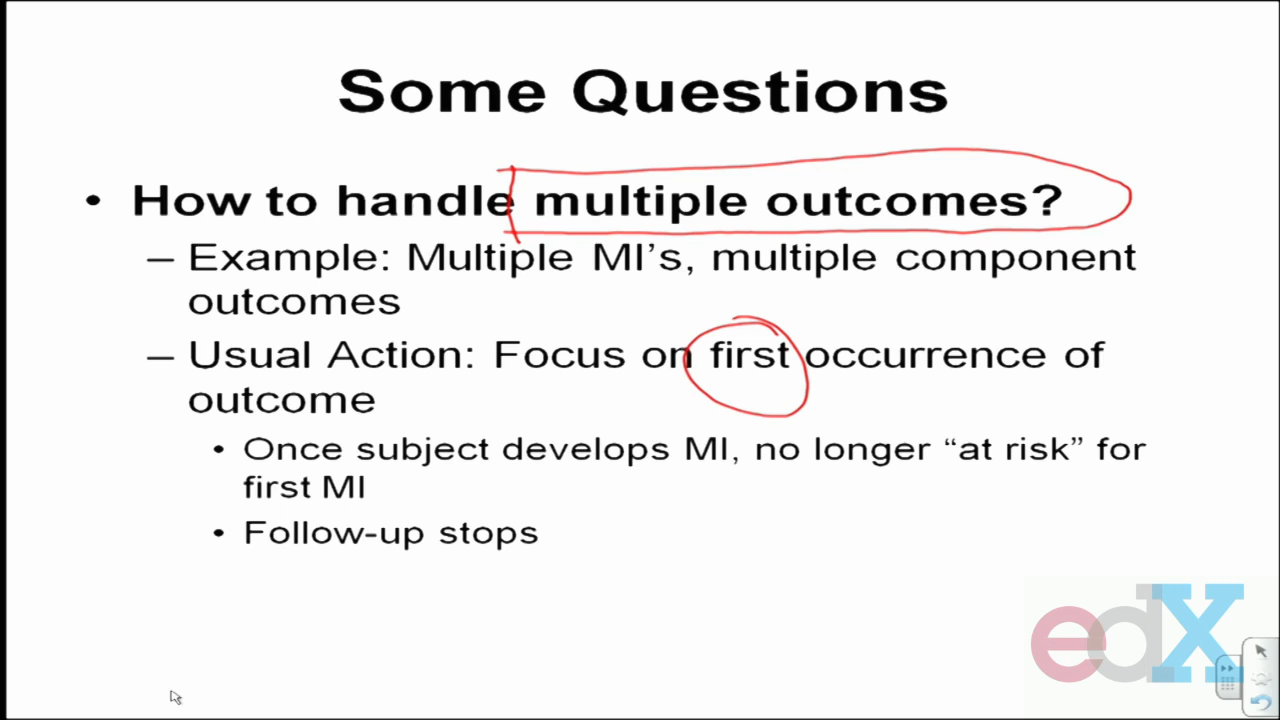 Some Questions
• How to handle multiple outcomes?
– Example: Multiple MI’s, multiple component
outcomes
– Usual Action: Focus on first occurrence of
outcome
• Once subject develops MI, no longer “at risk” for
first MI
• Follow-up stops
edX